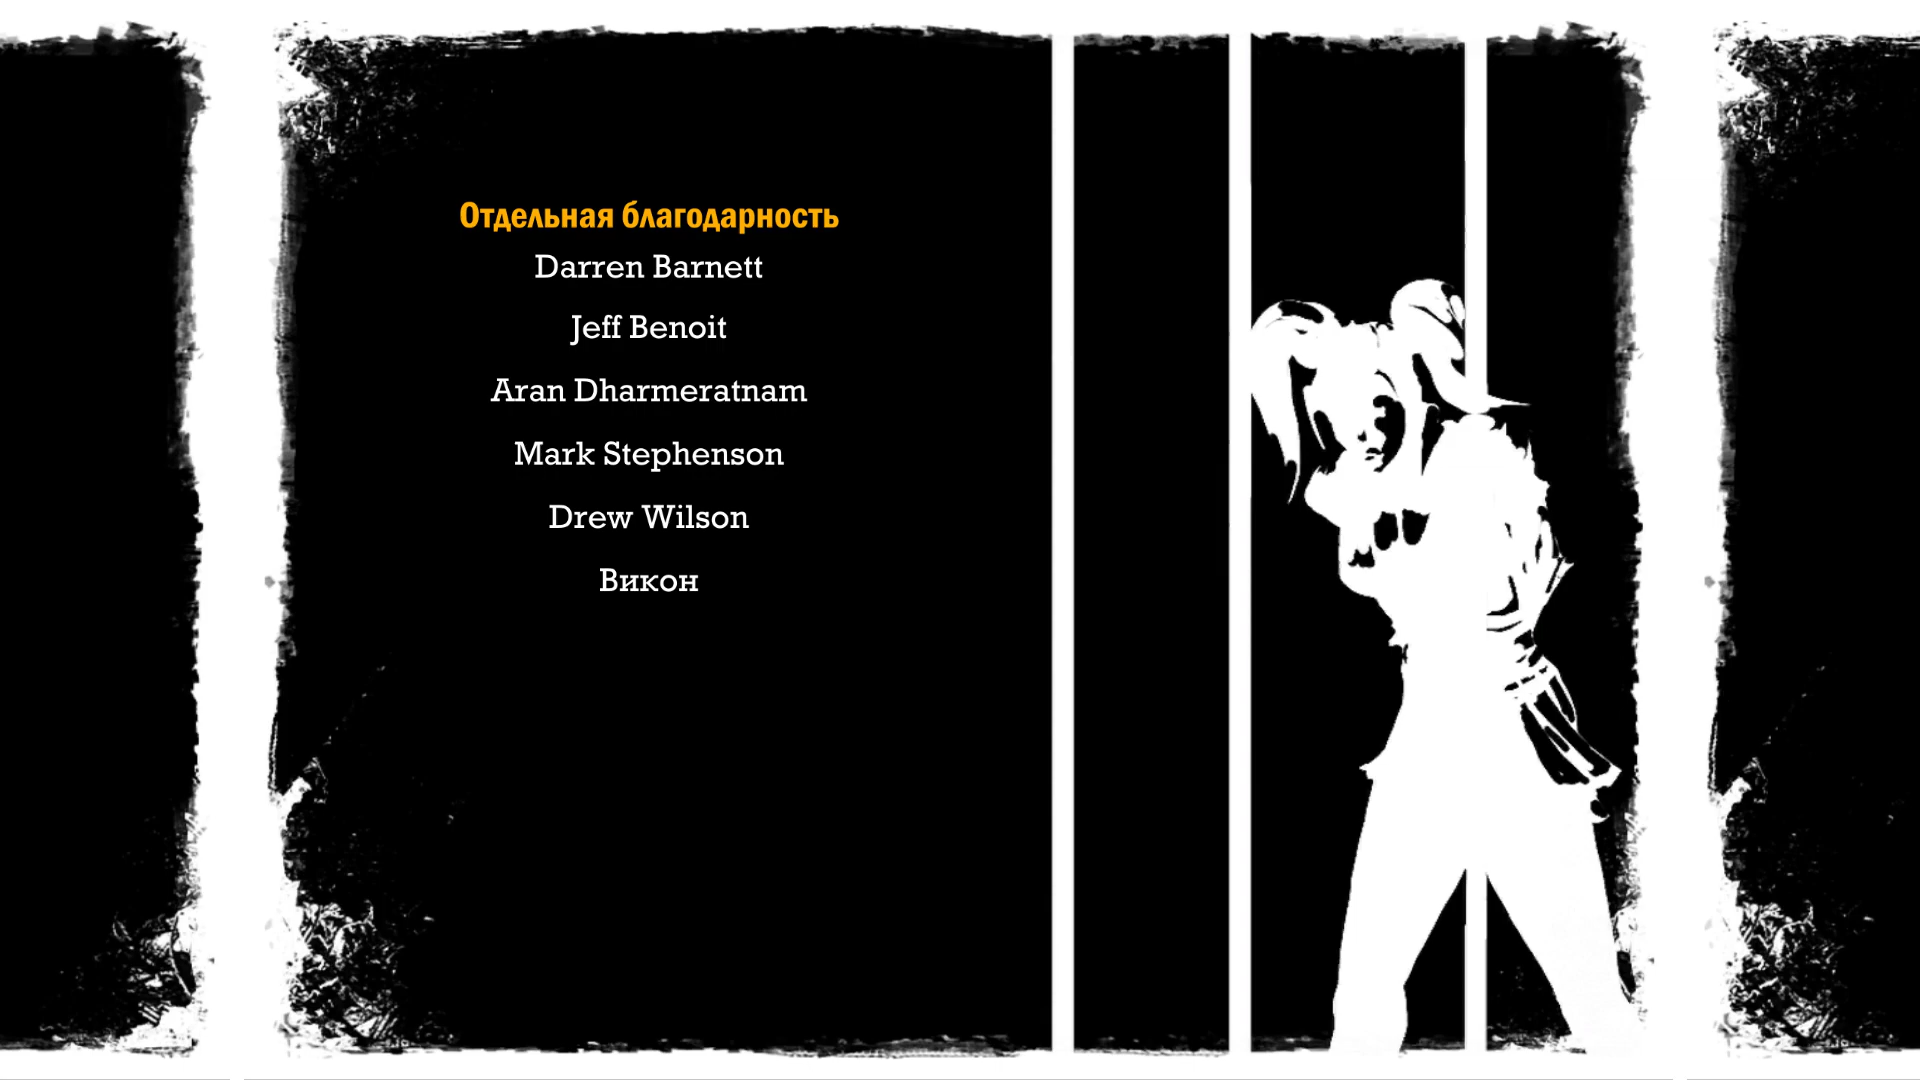 Отдельная благодарность
Darren Barnett
Jeff Benoit
Aran Dharmeratnam
Mark Stephenson
Drew Wilson
Викон